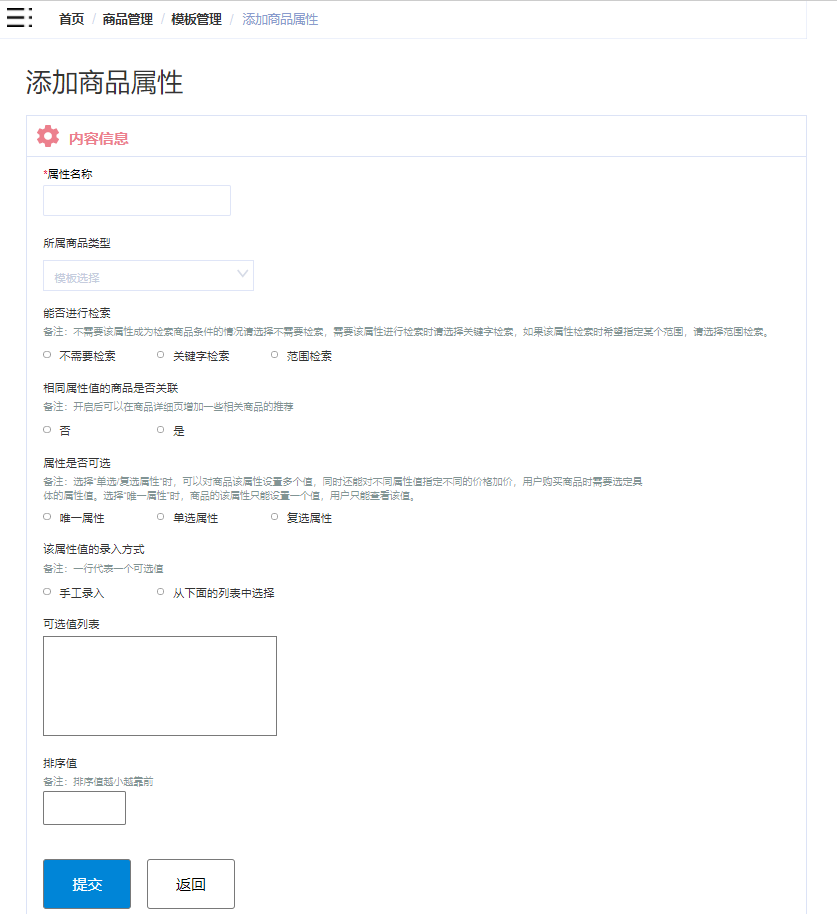 首页 / 商品管理 / 模板管理 / 添加商品属性
添加商品属性
内容信息
*属性名称
所属商品类型
模板选择
能否进行检索
备注：不需要该属性成为检索商品条件的情况请选择不需要检索，需要该属性进行检索时请选择关键字检索，如果该属性检索时希望指定某个范围，请选择范围检索。
不需要检索 关键字检索 范围检索
相同属性值的商品是否关联
备注：开启后可以在商品详细页增加一些相关商品的推荐
否 是
属性是否可选
备注：选择"单选/复选属性"时，可以对商品该属性设置多个值，同时还能对不同属性值指定不同的价格加价，用户购买商品时需要选定具
体的属性值。选择"唯一属性"时，商品的该属性只能设置一个值，用户只能查看该值。
唯一属性 单选属性 复选属性
该属性值的录入方式
备注：一行代表一个可选值
手工录入 从下面的列表中选择
可选值列表
排序值
备注：排序值越小越靠前
提交 返回